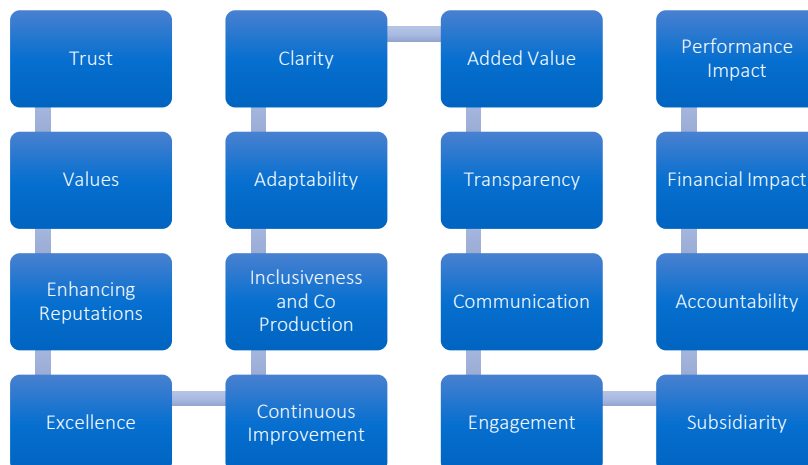 Trust
Values
Enhancing
Reputations
Excellence
Continuous
Improvement
Inclusiveness
and Co
Production
Adaptability
Clarity
Added Value
Transparency
Communication
Engagement
Subsidiarity
Accountability
Financial Impact
Performance
Impact